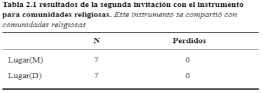 Tabla 2.1 resultados de la segunda invitación con el instrumento
para comunidades religiosas. Este instrumento se compartió con
comunidades religiosas
N Perdidos
Lugar(M) 7 0
Lugar(D) 7 0